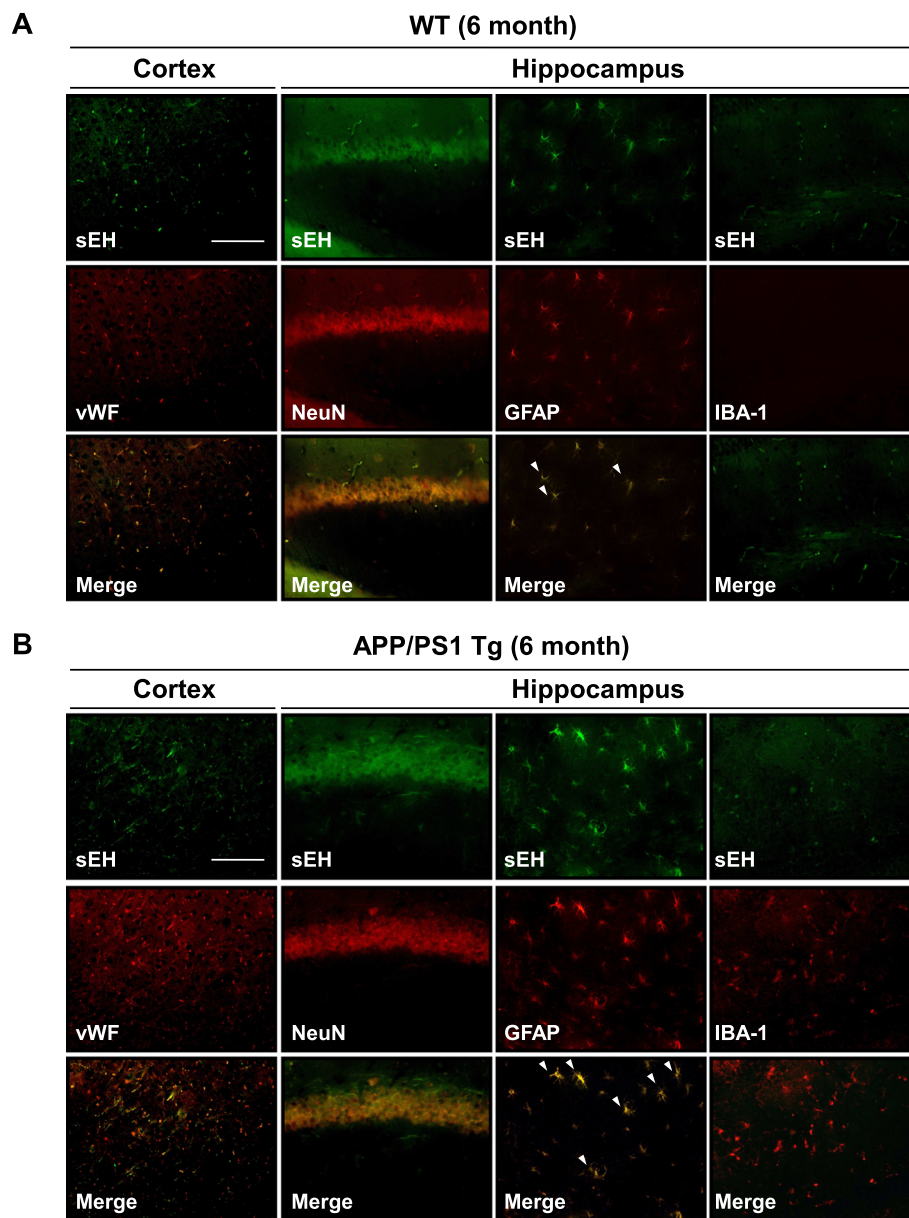 A
WT (6 month)
Cortex
Hippocampus
sEH
sEH
sEH
sEH
vWF
NeuN
GFAP
IBA-1
Merge
Merge
Merge
Merge
B
APP/PS1 Tg (6 month)
Cortex
Hippocampus
sEH
sEH
sEH
sEH
vWF
NeuN
GFAP
IBA-1
Merge
Merge
Merge
Merge